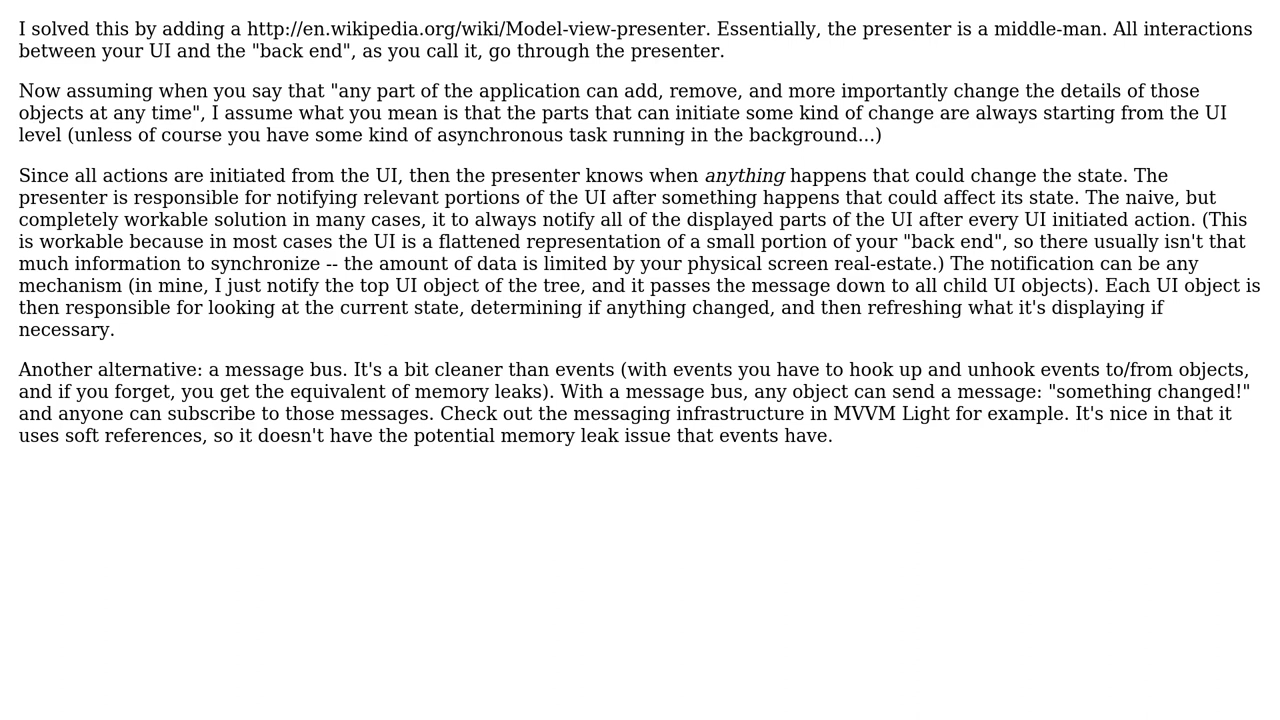 I solved this by adding a http://en.wikipedia.org/wiki/Model-view-presenter. Essentially, the presenter is a middle-man. All interactions
between your UI and the "back end", as you call it, go through the presenter.
Now assuming when you say that "any part of the application can add, remove, and more importantly change the details of those
objects at any time", I assume what you mean is that the parts that can initiate some kind of change are always starting from the UI
level (unless of course you have some kind of asynchronous task running in the background...)
Since all actions are initiated from the UI, then the presenter knows when anything happens that could change the state. The
presenter is responsible for notifying relevant portions of the UI after something happens that could affect its state. The naive, but
completely workable solution in many cases, it to always notify all of the displayed parts of the UI after every UI initiated action. (This
is workable because in most cases the UI is a flattened representation of a small portion of your "back end", so there usually isn't that
much information to synchronize -- the amount of data is limited by your physical screen real-estate.) The notification can be any
mechanism (in mine, I just notify the top UI object of the tree, and it passes the message down to all child UI objects). Each UI object is
then responsible for looking at the current state, determining if anything changed, and then refreshing what it's displaying if
necessary.
Another alternative: a message bus. It's a bit cleaner than events (with events you have to hook up and unhook events to/from objects,
and if you forget, you get the equivalent of memory leaks). With a message bus, any object can send a message: "something changed!"
and anyone can subscribe to those messages. Check out the messaging infrastructure in MVVM Light for example. It's nice in that it
uses soft references, so it doesn't have the potential memory leak issue that events have.